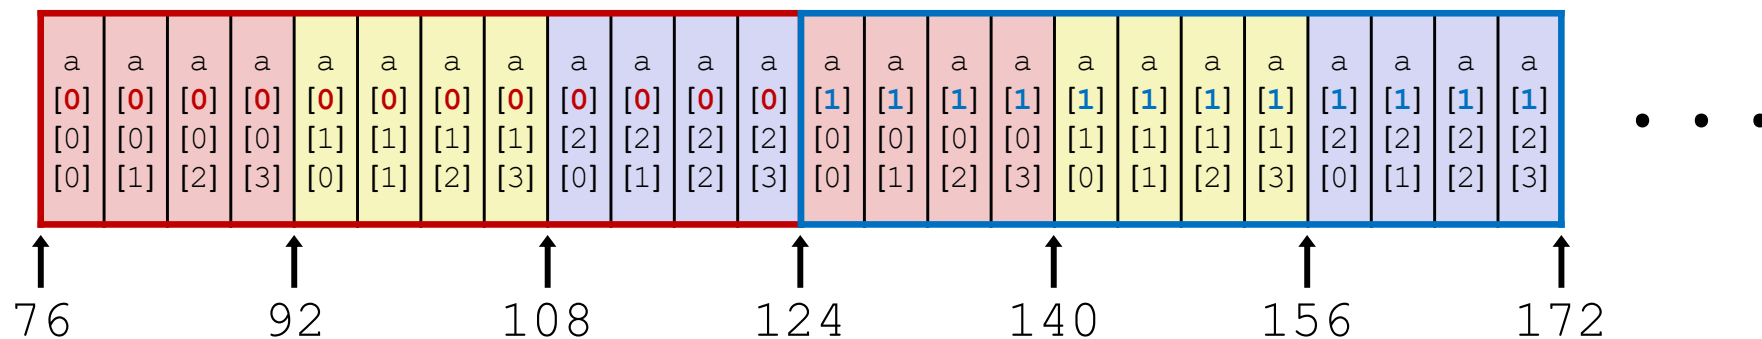 a a a a a a a a a a a a a a a a a a a a a a a a
[0] [0] [0] [0] [0] [0] [0] [0] [0] [0] [0] [0] [1] [1] [1] [1] [1] [1] [1] [1] [1] [1] [1] [1]
[0] [0] [0] [0] [1] [1] [1] [1] [2] [2] [2] [2] [0] [0] [0] [0] [1] [1] [1] [1] [2] [2] [2] [2]
[0] [1] [2] [3] [0] [1] [2] [3] [0] [1] [2] [3] [0] [1] [2] [3] [0] [1] [2] [3] [0] [1] [2] [3]
76 92 108 124 140 156 172